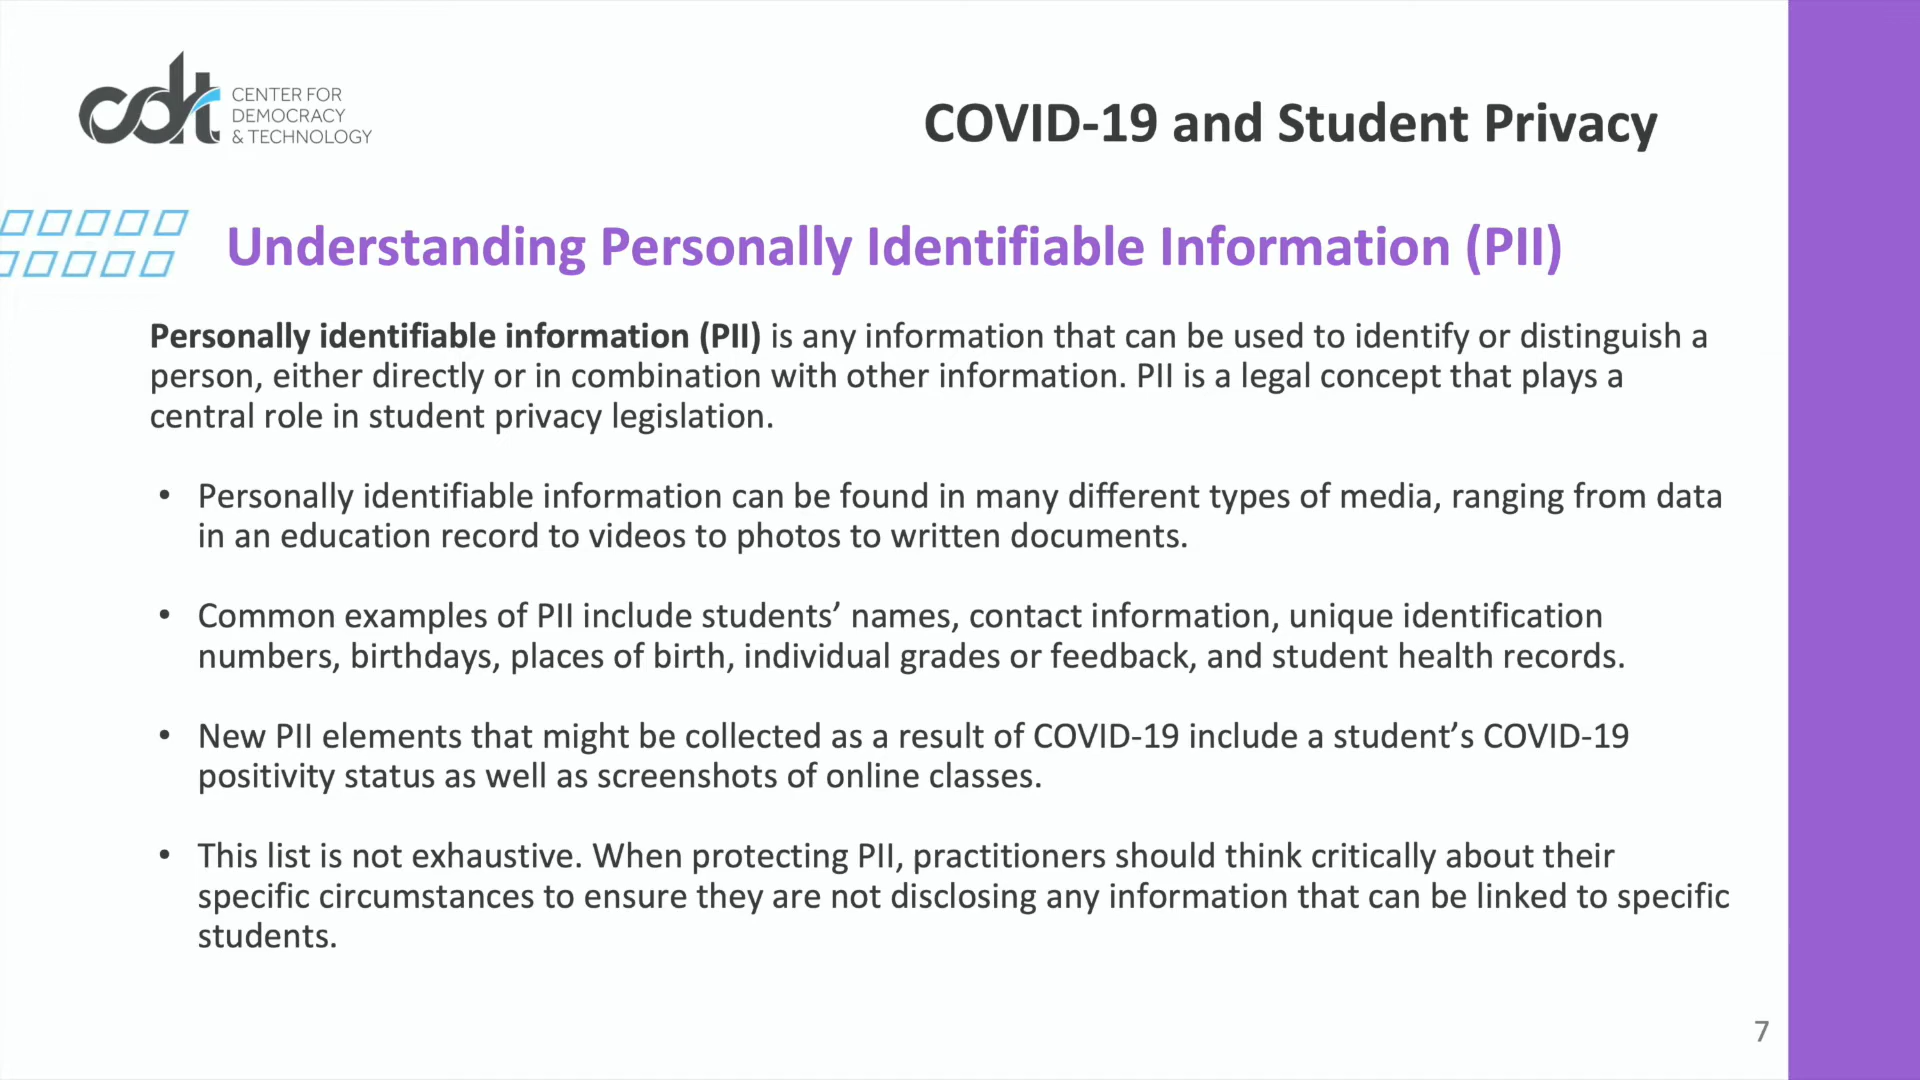 cdt
CENTER FOR
DEMOCRACY
& TECHNOLOGY
COVID-19 and Student Privacy
Understanding Personally Identifiable Information (PII)
Personally identifiable information (PII) is any information that can be used to identify or distinguish a
person, either directly or in combination with other information. PII is a legal concept that plays a
central role in student privacy legislation.
• Personally identifiable information can be found in many different types of media, ranging from data
in an education record to videos to photos to written documents.
• Common examples of PII include students’ names, contact information, unique identification
numbers, birthdays, places of birth, individual grades or feedback, and student health records.
• New PII elements that might be collected as a result of COVID-19 include a student’s COVID-19
positivity status as well as screenshots of online classes.
• This list is not exhaustive. When protecting PII, practitioners should think critically about their
specific circumstances to ensure they are not disclosing any information that can be linked to specific
students.
7